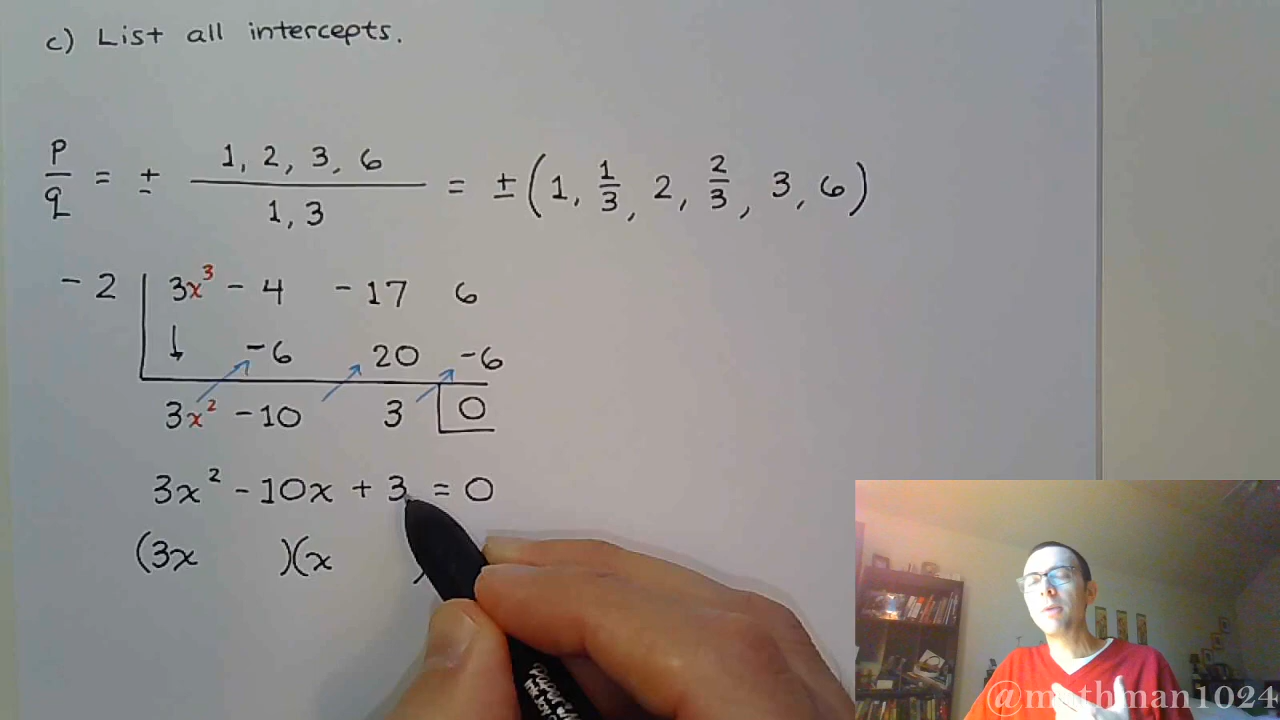 c) List all intercepts.
p/q = ± 1, 2, 3, 6 / 1, 3 = ± (1, 1/3, 2, 2/3, 3, 6)
-2 | 3x³ - 4 - 17 6
↓ -6 20 -6
3x² -10 3 0
3x² - 10x + 3 = 0
(3x )(x )
@mathman1024